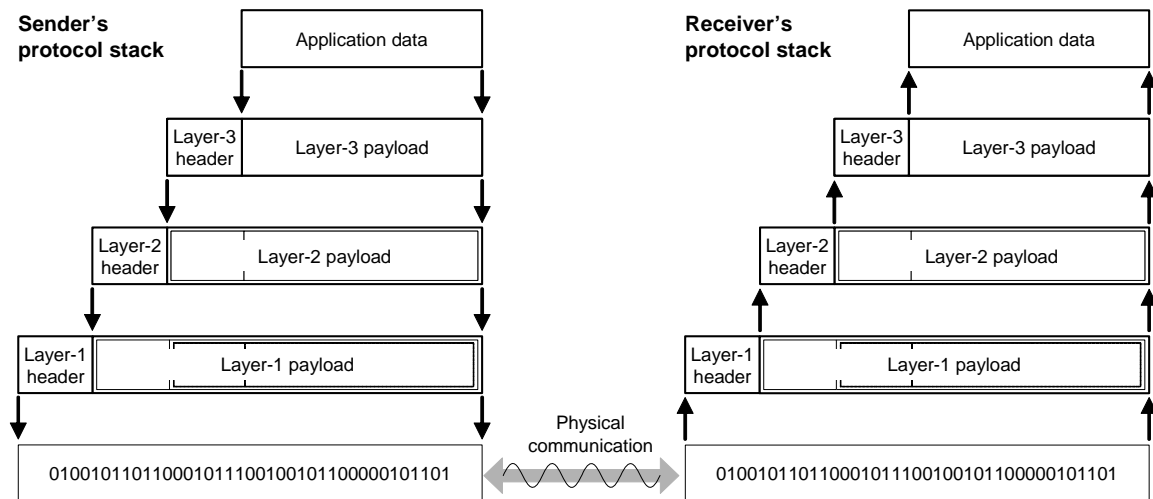 Sender's
protocol stack
Application data
Layer-3
header
Layer-3 payload
Layer-2
header
Layer-2 payload
Layer-1
header
Layer-1 payload
010010110110001011100100101100000101101
Physical
communication
Receiver's
protocol stack
Application data
Layer-3
header
Layer-3 payload
Layer-2
header
Layer-2 payload
Layer-1
header
Layer-1 payload
010010110110001011100100101100000101101